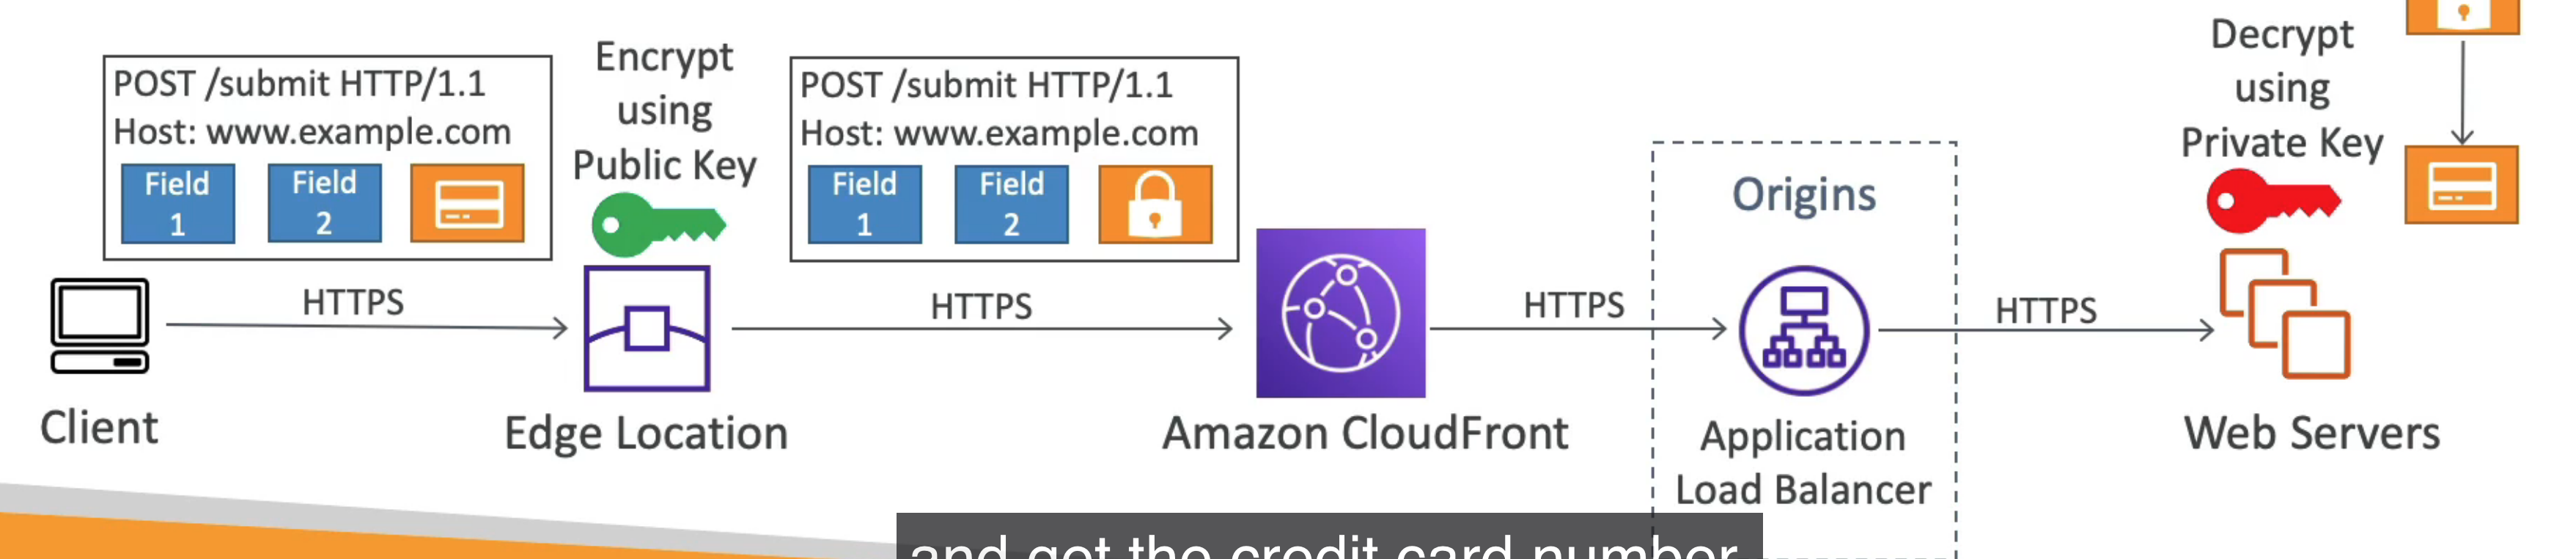 POST /submit HTTP/1.1
Host: www.example.com
Field
1
Field
2
Encrypt
using
Public Key
POST /submit HTTP/1.1
Host: www.example.com
Field
1
Field
2
Origins
Decrypt
using
Private Key
HTTPS
HTTPS
HTTPS
HTTPS
Client
Edge Location
Amazon CloudFront
Application
Load Balancer
Web Servers
and get the credit card number